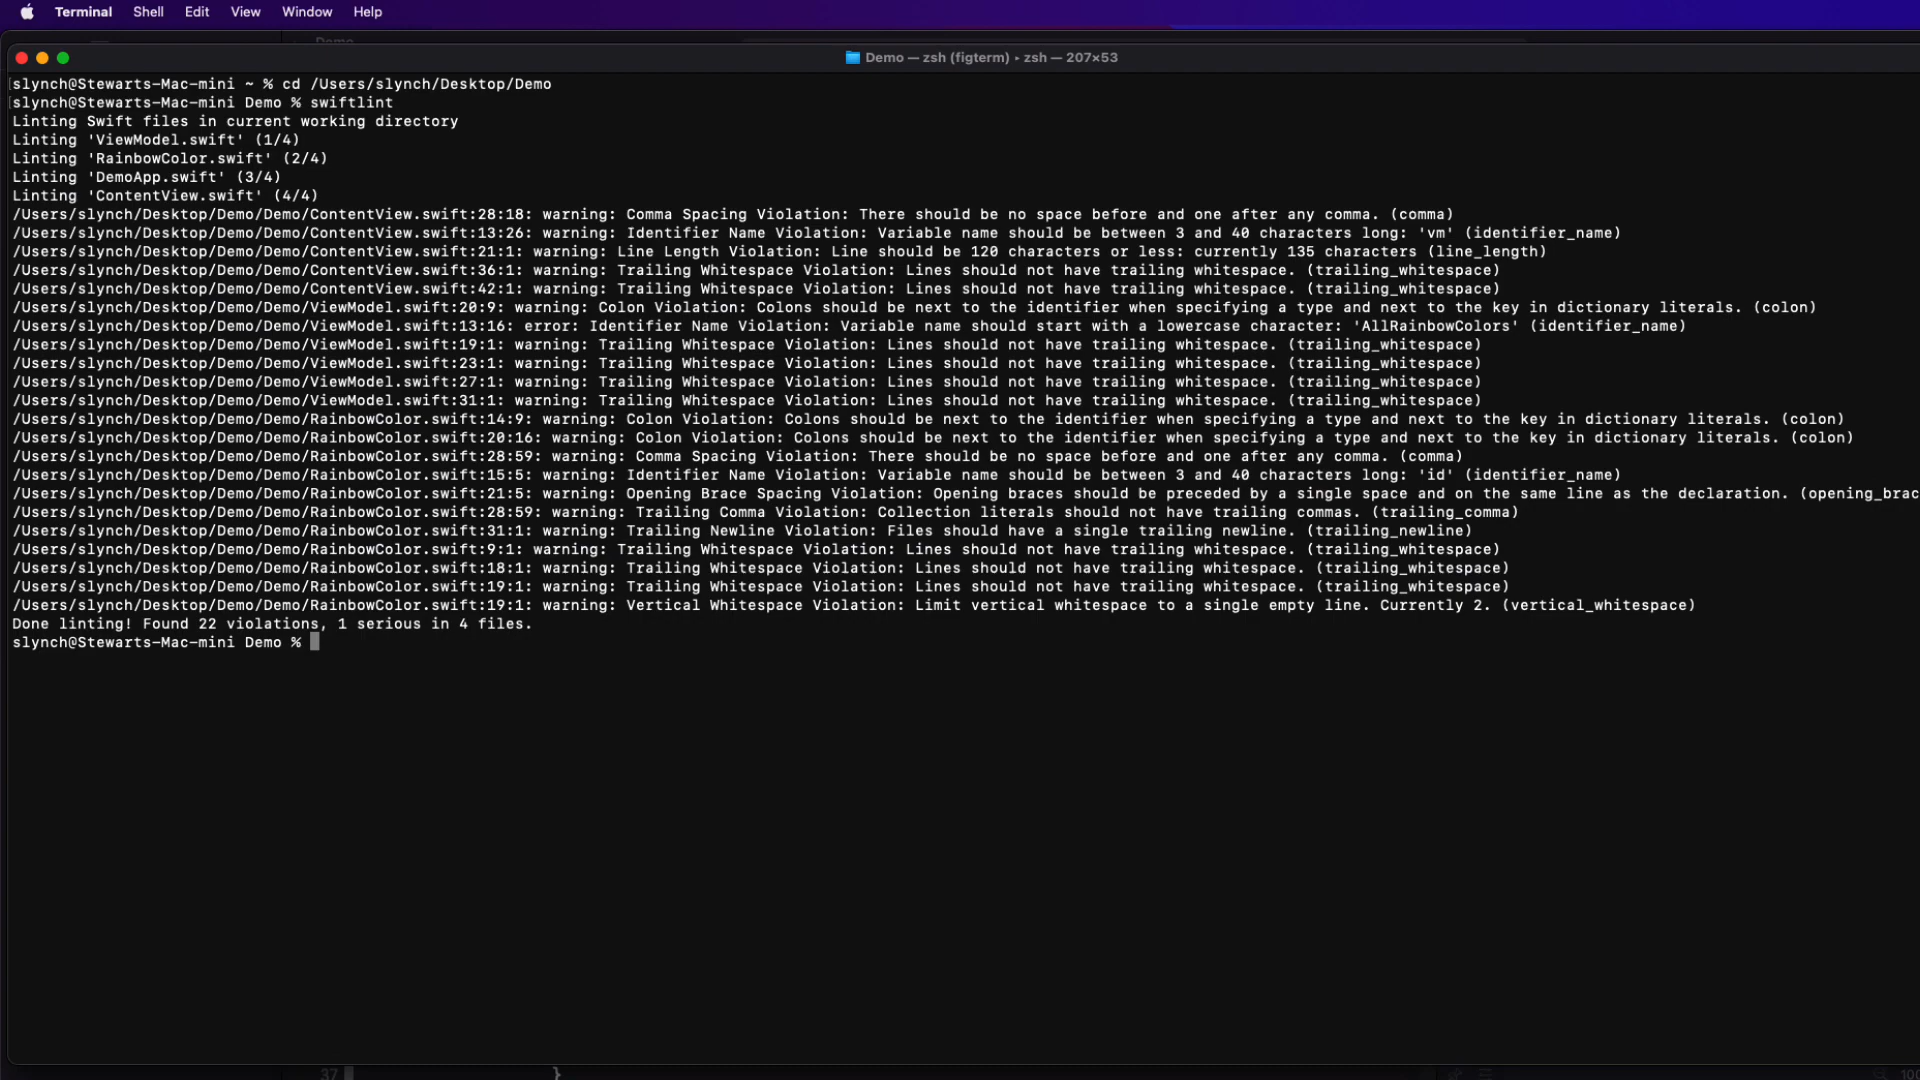 Terminal Shell Edit View Window Help
Demo — zsh (figterm) ▸ zsh — 207×53
slynch@Stewarts-Mac-mini ~ % cd /Users/slynch/Desktop/Demo
slynch@Stewarts-Mac-mini Demo % swiftlint
Linting Swift files in current working directory
Linting 'ViewModel.swift' (1/4)
Linting 'RainbowColor.swift' (2/4)
Linting 'DemoApp.swift' (3/4)
Linting 'ContentView.swift' (4/4)
/Users/slynch/Desktop/Demo/Demo/ContentView.swift:28:18: warning: Comma Spacing Violation: There should be no space before and one after any comma. (comma)
/Users/slynch/Desktop/Demo/Demo/ContentView.swift:13:26: warning: Identifier Name Violation: Variable name should be between 3 and 40 characters long: 'vm' (identifier_name)
/Users/slynch/Desktop/Demo/Demo/ContentView.swift:21:1: warning: Line Length Violation: Line should be 120 characters or less: currently 135 characters (line_length)
/Users/slynch/Desktop/Demo/Demo/ContentView.swift:36:1: warning: Trailing Whitespace Violation: Lines should not have trailing whitespace. (trailing_whitespace)
/Users/slynch/Desktop/Demo/Demo/ContentView.swift:42:1: warning: Trailing Whitespace Violation: Lines should not have trailing whitespace. (trailing_whitespace)
/Users/slynch/Desktop/Demo/Demo/ViewModel.swift:20:9: warning: Colon Violation: Colons should be next to the identifier when specifying a type and next to the key in dictionary literals. (colon)
/Users/slynch/Desktop/Demo/Demo/ViewModel.swift:13:16: error: Identifier Name Violation: Variable name should start with a lowercase character: 'AllRainbowColors' (identifier_name)
/Users/slynch/Desktop/Demo/Demo/ViewModel.swift:19:1: warning: Trailing Whitespace Violation: Lines should not have trailing whitespace. (trailing_whitespace)
/Users/slynch/Desktop/Demo/Demo/ViewModel.swift:23:1: warning: Trailing Whitespace Violation: Lines should not have trailing whitespace. (trailing_whitespace)
/Users/slynch/Desktop/Demo/Demo/ViewModel.swift:27:1: warning: Trailing Whitespace Violation: Lines should not have trailing whitespace. (trailing_whitespace)
/Users/slynch/Desktop/Demo/Demo/ViewModel.swift:31:1: warning: Trailing Whitespace Violation: Lines should not have trailing whitespace. (trailing_whitespace)
/Users/slynch/Desktop/Demo/Demo/RainbowColor.swift:14:9: warning: Colon Violation: Colons should be next to the identifier when specifying a type and next to the key in dictionary literals. (colon)
/Users/slynch/Desktop/Demo/Demo/RainbowColor.swift:20:16: warning: Colon Violation: Colons should be next to the identifier when specifying a type and next to the key in dictionary literals. (colon)
/Users/slynch/Desktop/Demo/Demo/RainbowColor.swift:28:59: warning: Comma Spacing Violation: There should be no space before and one after any comma. (comma)
/Users/slynch/Desktop/Demo/Demo/RainbowColor.swift:15:5: warning: Identifier Name Violation: Variable name should be between 3 and 40 characters long: 'id' (identifier_name)
/Users/slynch/Desktop/Demo/Demo/RainbowColor.swift:21:5: warning: Opening Brace Spacing Violation: Opening braces should be preceded by a single space and on the same line as the declaration. (opening_brac
/Users/slynch/Desktop/Demo/Demo/RainbowColor.swift:28:59: warning: Trailing Comma Violation: Collection literals should not have trailing commas. (trailing_comma)
/Users/slynch/Desktop/Demo/Demo/RainbowColor.swift:31:1: warning: Trailing Newline Violation: Files should have a single trailing newline. (trailing_newline)
/Users/slynch/Desktop/Demo/Demo/RainbowColor.swift:9:1: warning: Trailing Whitespace Violation: Lines should not have trailing whitespace. (trailing_whitespace)
/Users/slynch/Desktop/Demo/Demo/RainbowColor.swift:18:1: warning: Trailing Whitespace Violation: Lines should not have trailing whitespace. (trailing_whitespace)
/Users/slynch/Desktop/Demo/Demo/RainbowColor.swift:19:1: warning: Trailing Whitespace Violation: Lines should not have trailing whitespace. (trailing_whitespace)
/Users/slynch/Desktop/Demo/Demo/RainbowColor.swift:19:1: warning: Vertical Whitespace Violation: Limit vertical whitespace to a single empty line. Currently 2. (vertical_whitespace)
Done linting! Found 22 violations, 1 serious in 4 files.
slynch@Stewarts-Mac-mini Demo %
37 }